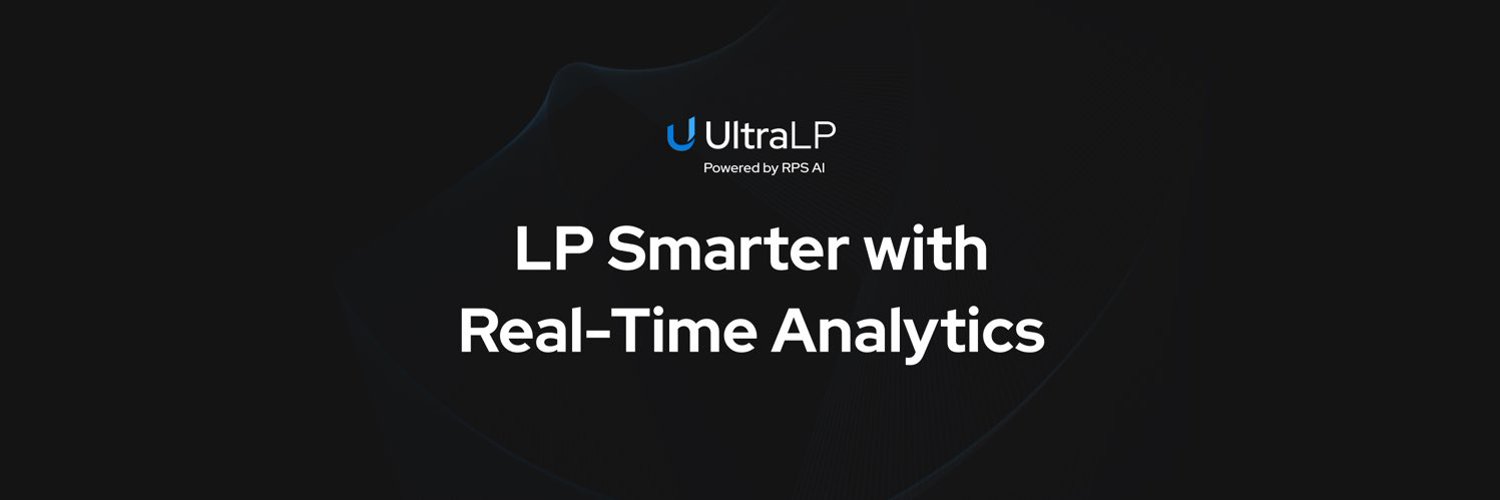 UltraLP
Powered by RPS AI
LP Smarter with
Real-Time Analytics